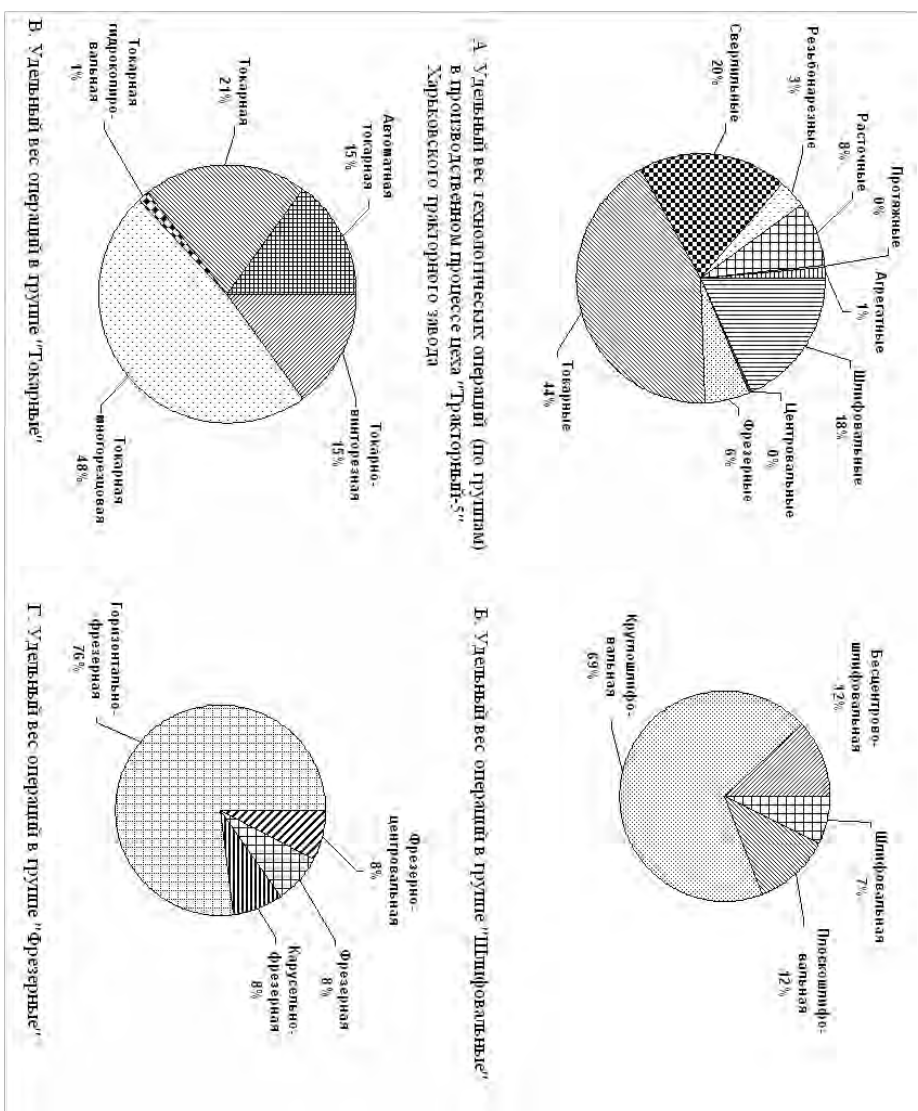 Резьбонарезные
3%
Расточные
8%
Протяжные
0%
Агрегатные
1%
Шлифовальные
18%
Центровальные
0%
Фрезерные
6%
Токарные
44%
Сверлильные
20%
А. Удельный вес технологических операций (по группам)
в производственном процессе цеха "Тракторный-5"
Харьковского тракторного завода
Бесцентрово-
шлифовальная
12%
Шлифовальная
7%
Плоскошлифо-
вальная
12%
Круглошлифо-
вальная
69%
Б. Удельный вес операций в группе "Шлифовальные"
Автоматная
токарная
15%
Токарно-
винторезная
15%
Токарная
многорезцовая
48%
Токарная
гидрокопиро-
вальная
1%
Токарная
21%
В. Удельный вес операций в группе "Токарные"
Фрезерно-
центровальная
8%
Фрезерная
8%
Карусельно-
фрезерная
8%
Горизонтально-
фрезерная
76%
Г. Удельный вес операций в группе "Фрезерные"